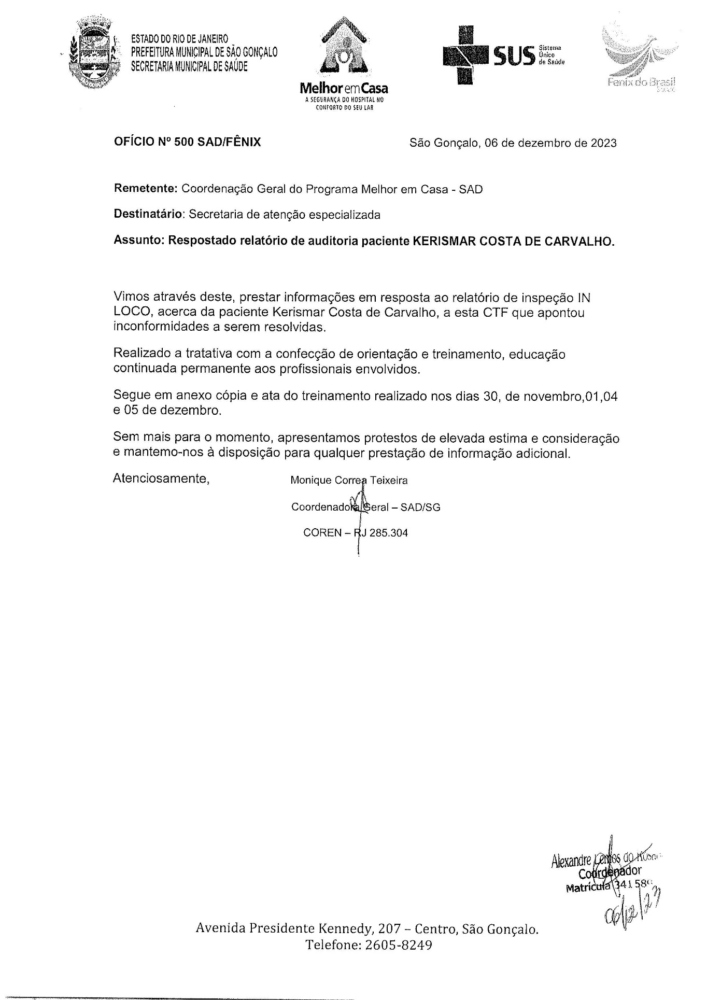 ESTADO DO RIO DE JANEIRO
PREFEITURA MUNICIPAL DE SÃO GONÇALO
SECRETARIA MUNICIPAL DE SAÚDE
Melhor em Casa
A SEGURANÇA DO HOSPITAL NO
CONFORTO DO SEU LAR
SUS
Sistema
Único
de Saúde
Fenix do Brasil
Saúde
OFÍCIO Nº 500 SAD/FÊNIX
São Gonçalo, 06 de dezembro de 2023
Remetente: Coordenação Geral do Programa Melhor em Casa - SAD
Destinatário: Secretaria de atenção especializada
Assunto: Respostado relatório de auditoria paciente KERISMAR COSTA DE CARVALHO.
Vimos através deste, prestar informações em resposta ao relatório de inspeção IN
LOCO, acerca da paciente Kerismar Costa de Carvalho, a esta CTF que apontou
inconformidades a serem resolvidas.
Realizado a tratativa com a confecção de orientação e treinamento, educação
continuada permanente aos profissionais envolvidos.
Segue em anexo cópia e ata do treinamento realizado nos dias 30, de novembro,01,04
e 05 de dezembro.
Sem mais para o momento, apresentamos protestos de elevada estima e consideração
e mantemo-nos à disposição para qualquer prestação de informação adicional.
Atenciosamente,
Monique Correa Teixeira
Coordenadora Geral – SAD/SG
COREN – RJ 285.304
Alexandre Lemos do
Coordenador
Matrícula
06/12/23
Avenida Presidente Kennedy, 207 – Centro, São Gonçalo.
Telefone: 2605-8249